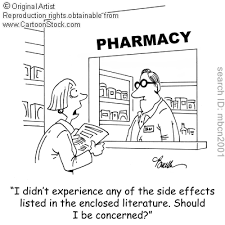 © Original Artist
Reproduction rights obtainable from
www.CartoonStock.com
PHARMACY
search ID: mbcn2001
"I didn't experience any of the side effects
listed in the enclosed literature. Should
I be concerned?"